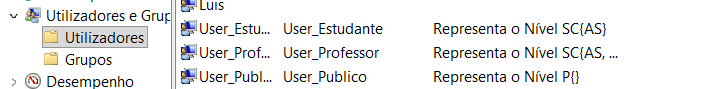 Luis
Utilizadores e Grup
User_Estu... User_Estudante Representa o Nível SC{AS}
Utilizadores
User_Prof... User_Professor Representa o Nível SC{AS, ...
Grupos
User_Publ... User_Publico Representa o Nível P{}
Desempenho